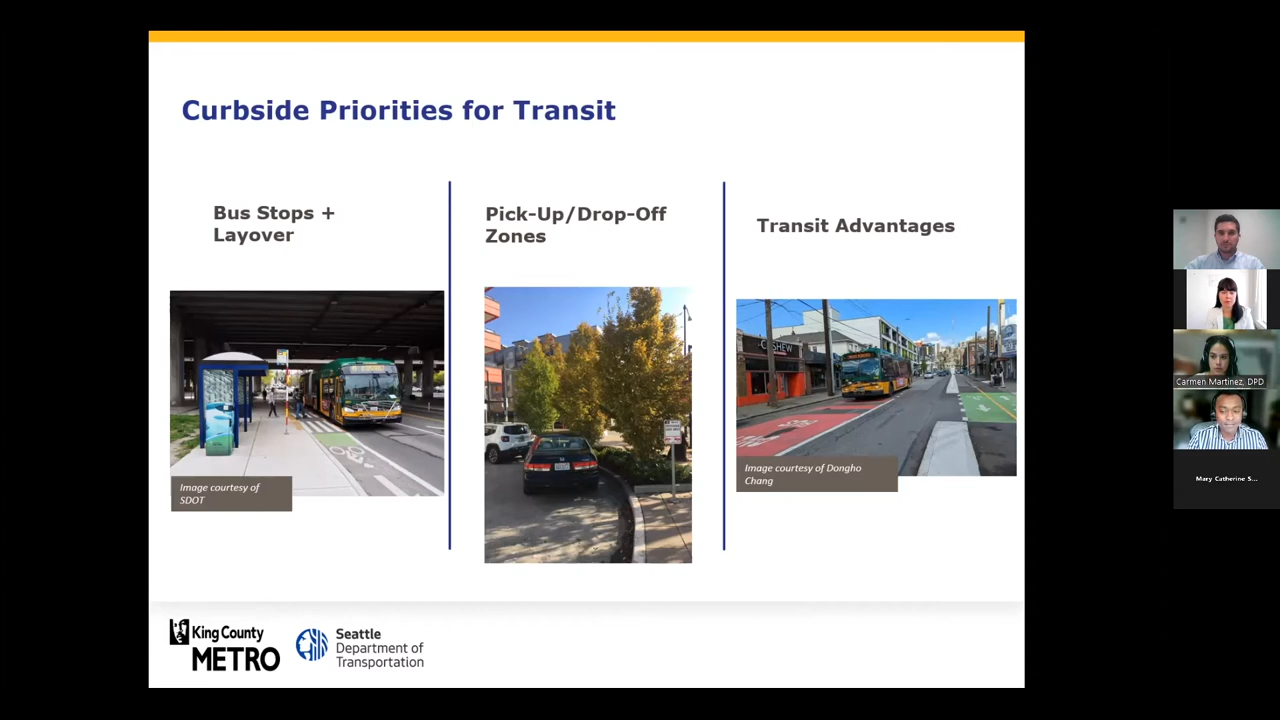 Curbside Priorities for Transit
Bus Stops +
Layover
Pick-Up/Drop-Off
Zones
Transit Advantages
Image courtesy of
SDOT
Image courtesy of Dongho
Chang
King County
METRO
Seattle
Department of
Transportation
Carmen Martinez, DPD
Mary Catherine S...